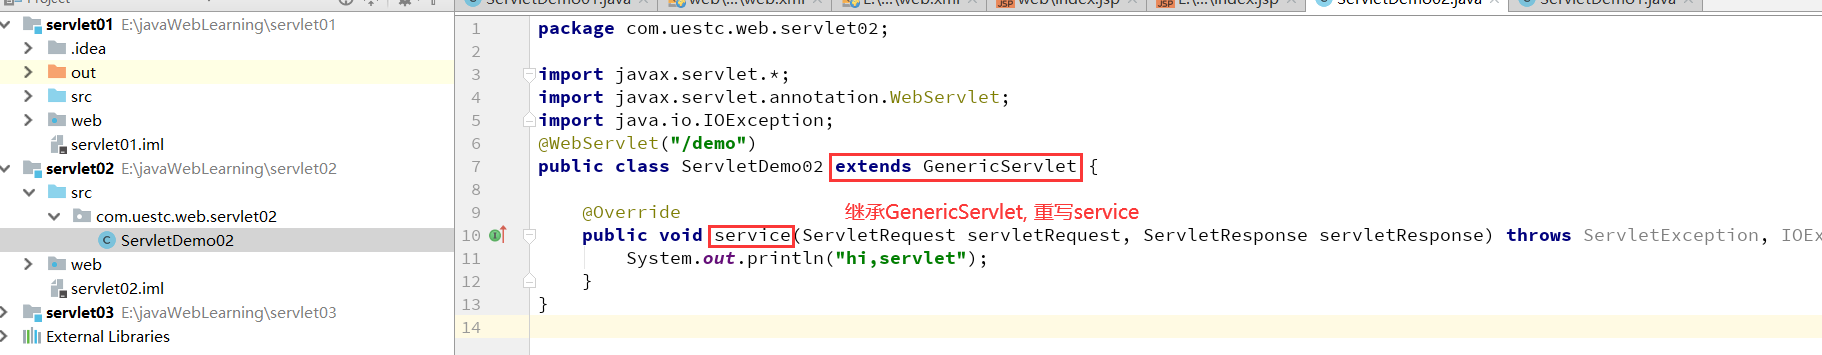 servlet01 E:\javaWebLearning\servlet01
.idea
out
src
web
servlet01.iml
servlet02 E:\javaWebLearning\servlet02
src
com.uestc.web.servlet02
ServletDemo02
web
servlet02.iml
servlet03 E:\javaWebLearning\servlet03
External Libraries
1 package com.uestc.web.servlet02;
2
3 import javax.servlet.*;
4 import javax.servlet.annotation.WebServlet;
5 import java.io.IOException;
6 @WebServlet("/demo")
7 public class ServletDemo02 extends GenericServlet {
8
9 @Override
继承GenericServlet, 重写service
10 public void service(ServletRequest servletRequest, ServletResponse servletResponse) throws ServletException, IOEx
11 System.out.println("hi,servlet");
12 }
13 }
14